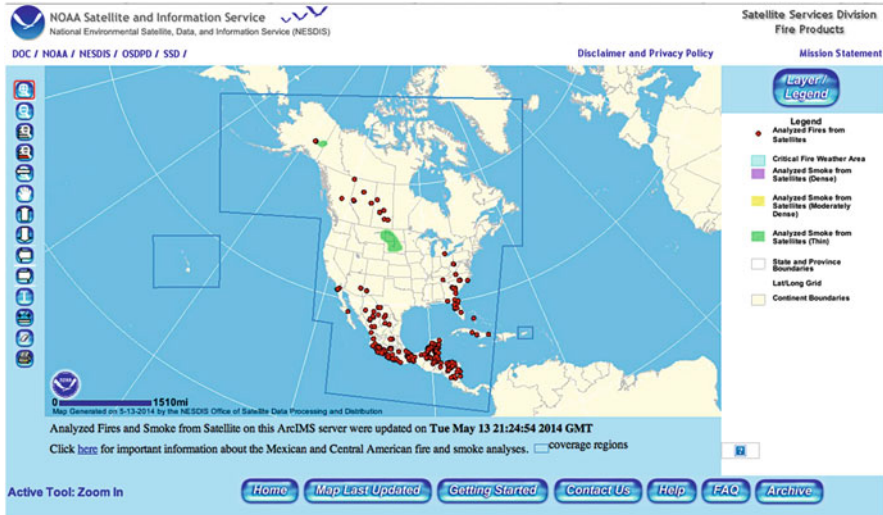 NOAA Satellite and Information Service
National Environmental Satellite, Data, and Information Service (NESDIS)
Satellite Services Division
Fire Products
DOC / NOAA / NESDIS / OSDPD / SSD /
Disclaimer and Privacy Policy
Mission Statement
Layer/
Legend
Legend
Analyzed Fires from
Satellites
Critical Fire Weather Area
Analyzed Smoke from
Satellites (Dense)
Analyzed Smoke from
Satellites (Moderately
Dense)
Analyzed Smoke from
Satellites (Thin)
State and Province
Boundaries
Lat/Long Grid
Continent Boundaries
NOAA
0 1510mi
Map Generated on 5-13-2014 by the NESDIS Office of Satellite Data Processing and Distribution
Analyzed Fires and Smoke from Satellite on this ArcIMS server were updated on Tue May 13 21:24:54 2014 GMT
Click here for important information about the Mexican and Central American fire and smoke analyses. coverage regions
?
Active Tool: Zoom In
Home
Map Last Updated
Getting Started
Contact Us
Help
FAQ
Archive